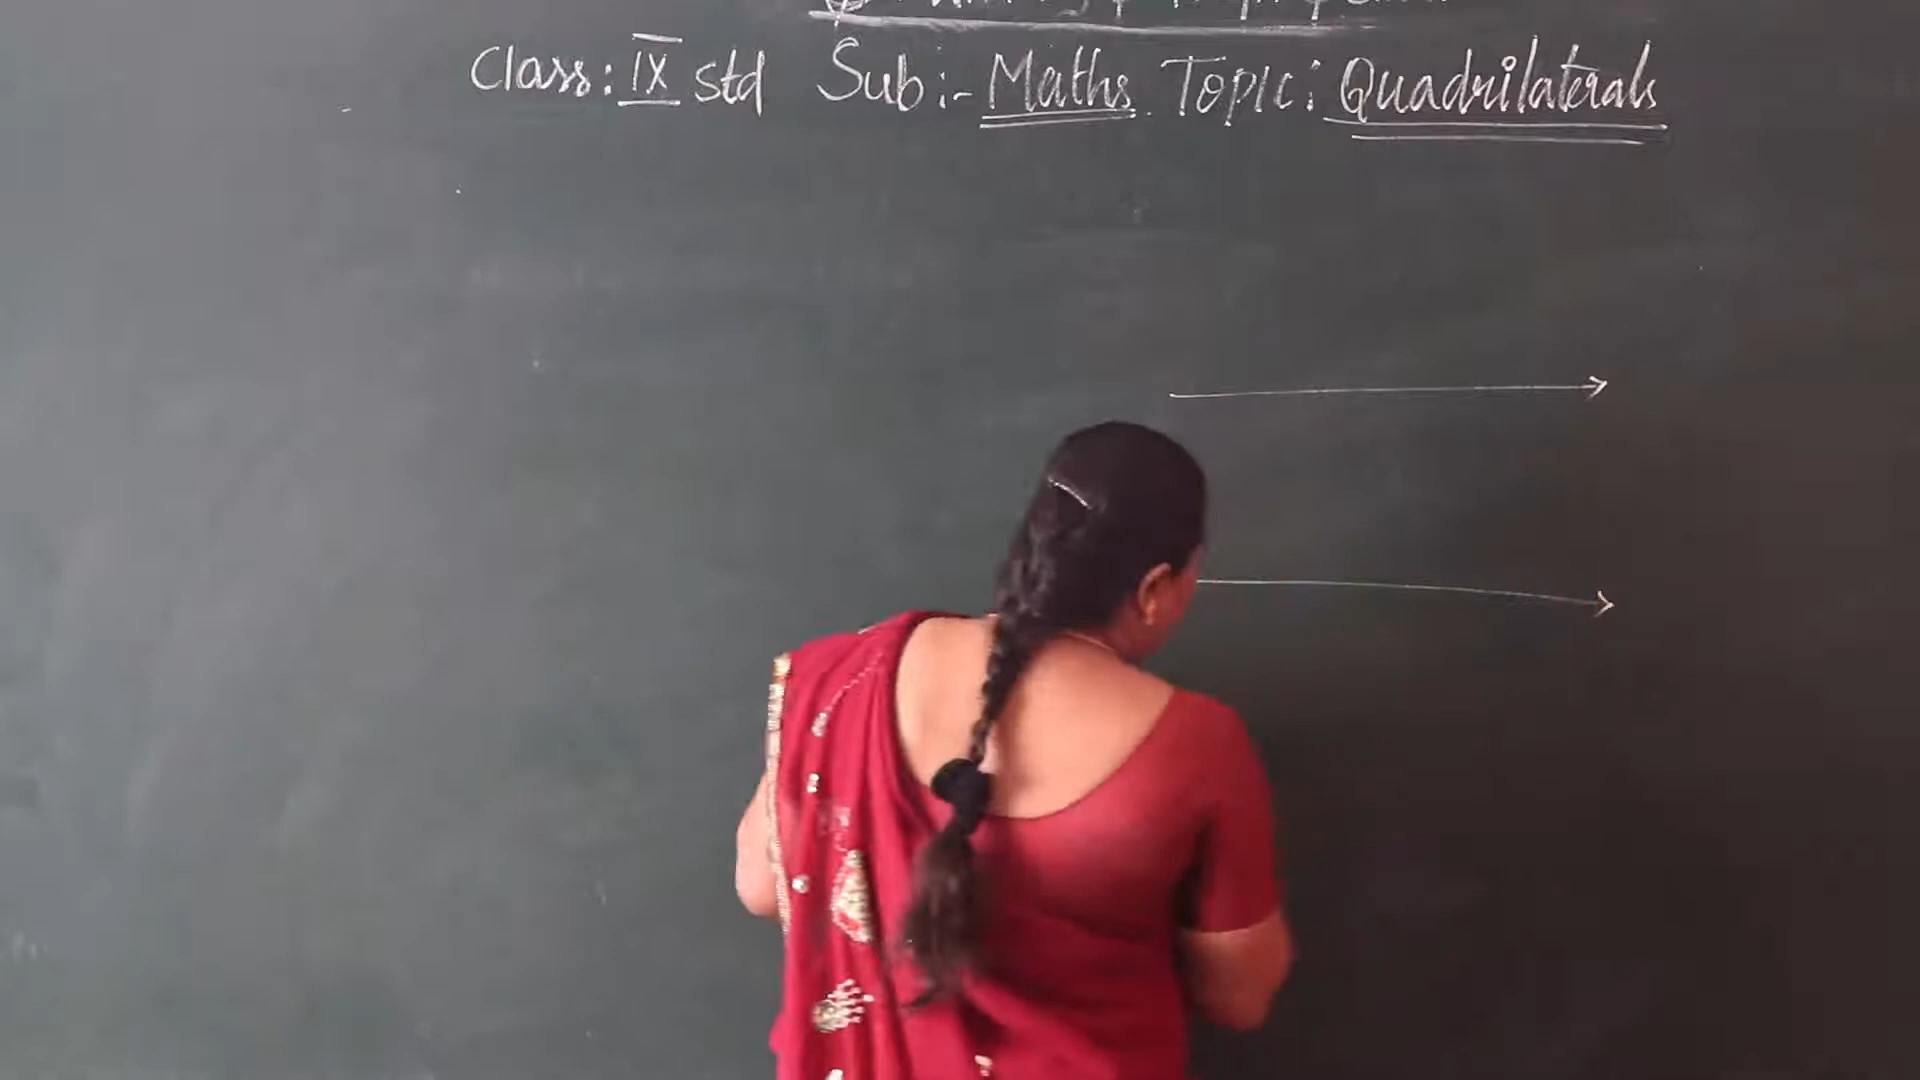 Class: IX std Sub:- Maths. Topic: Quadrilaterals